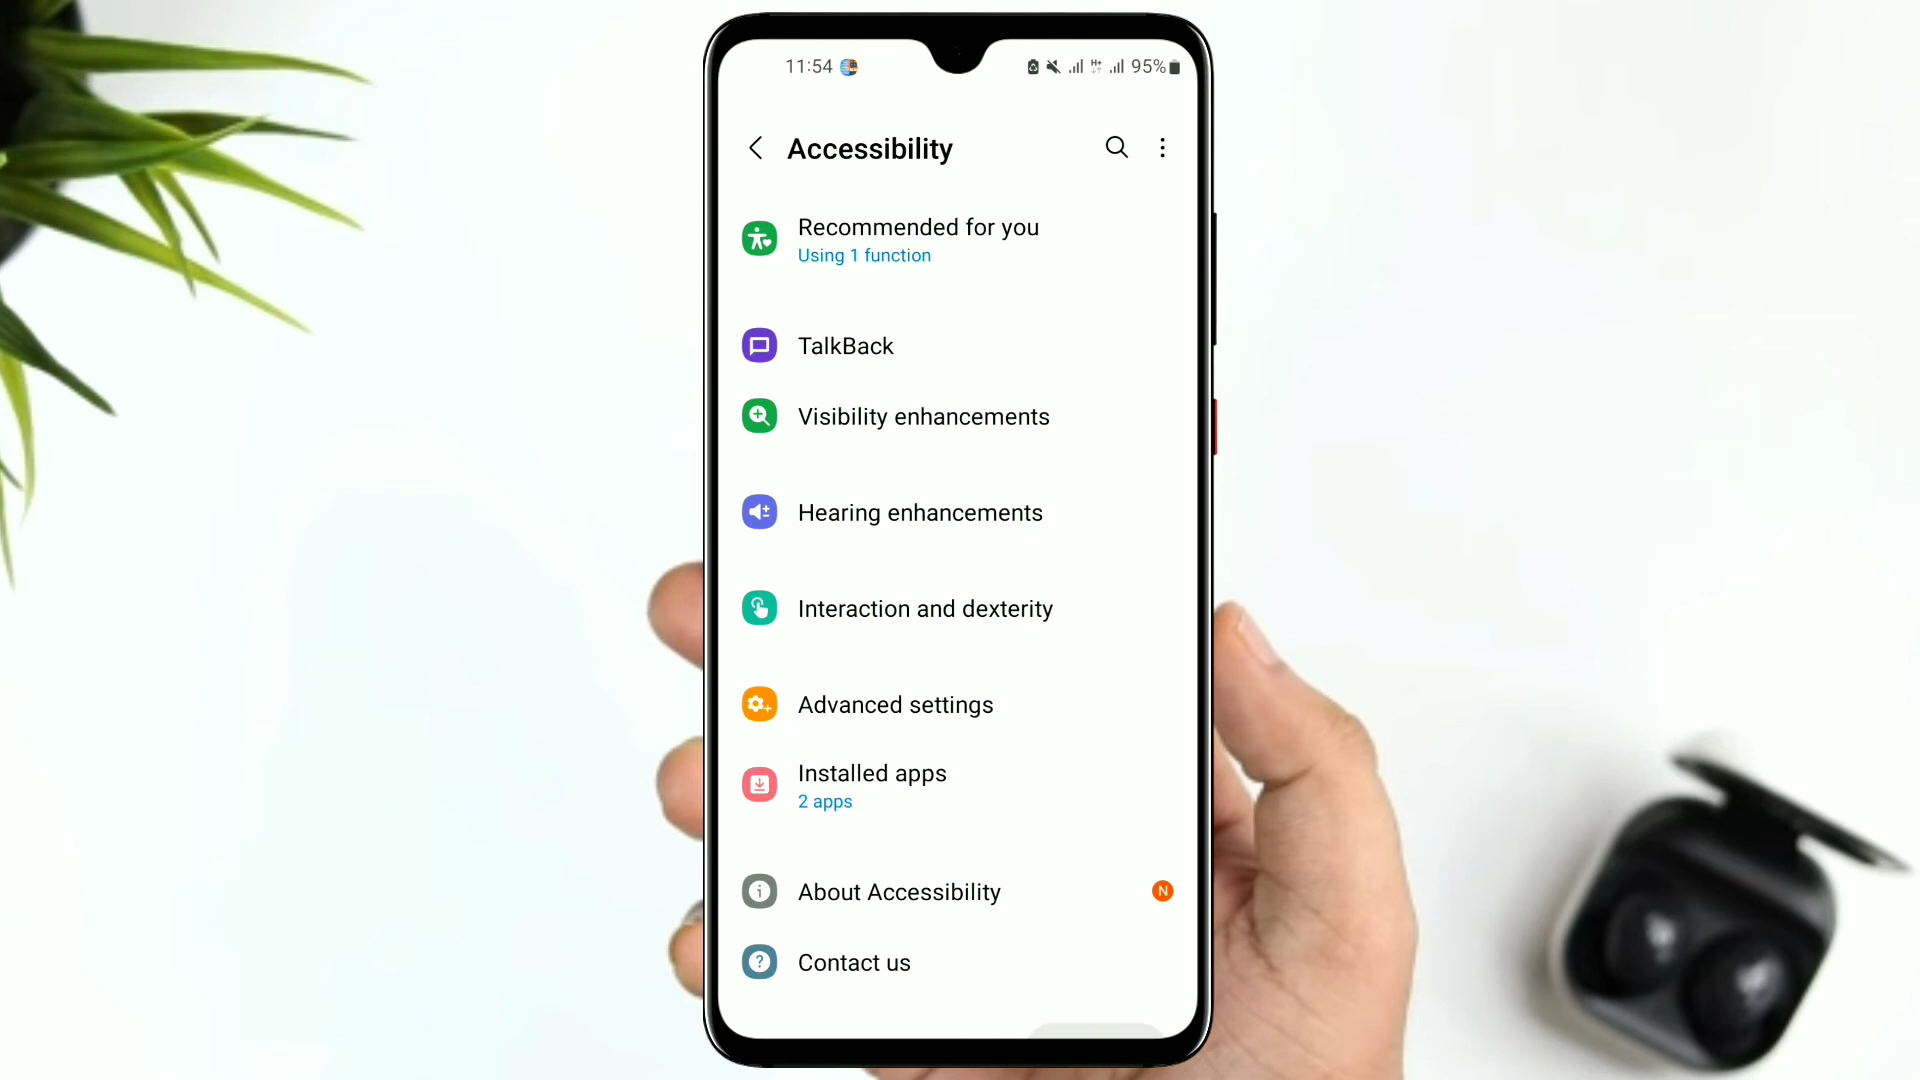 11:54
H+
95%
Accessibility
Recommended for you
Using 1 function
TalkBack
Visibility enhancements
Hearing enhancements
Interaction and dexterity
Advanced settings
Installed apps
2 apps
About Accessibility
N
Contact us